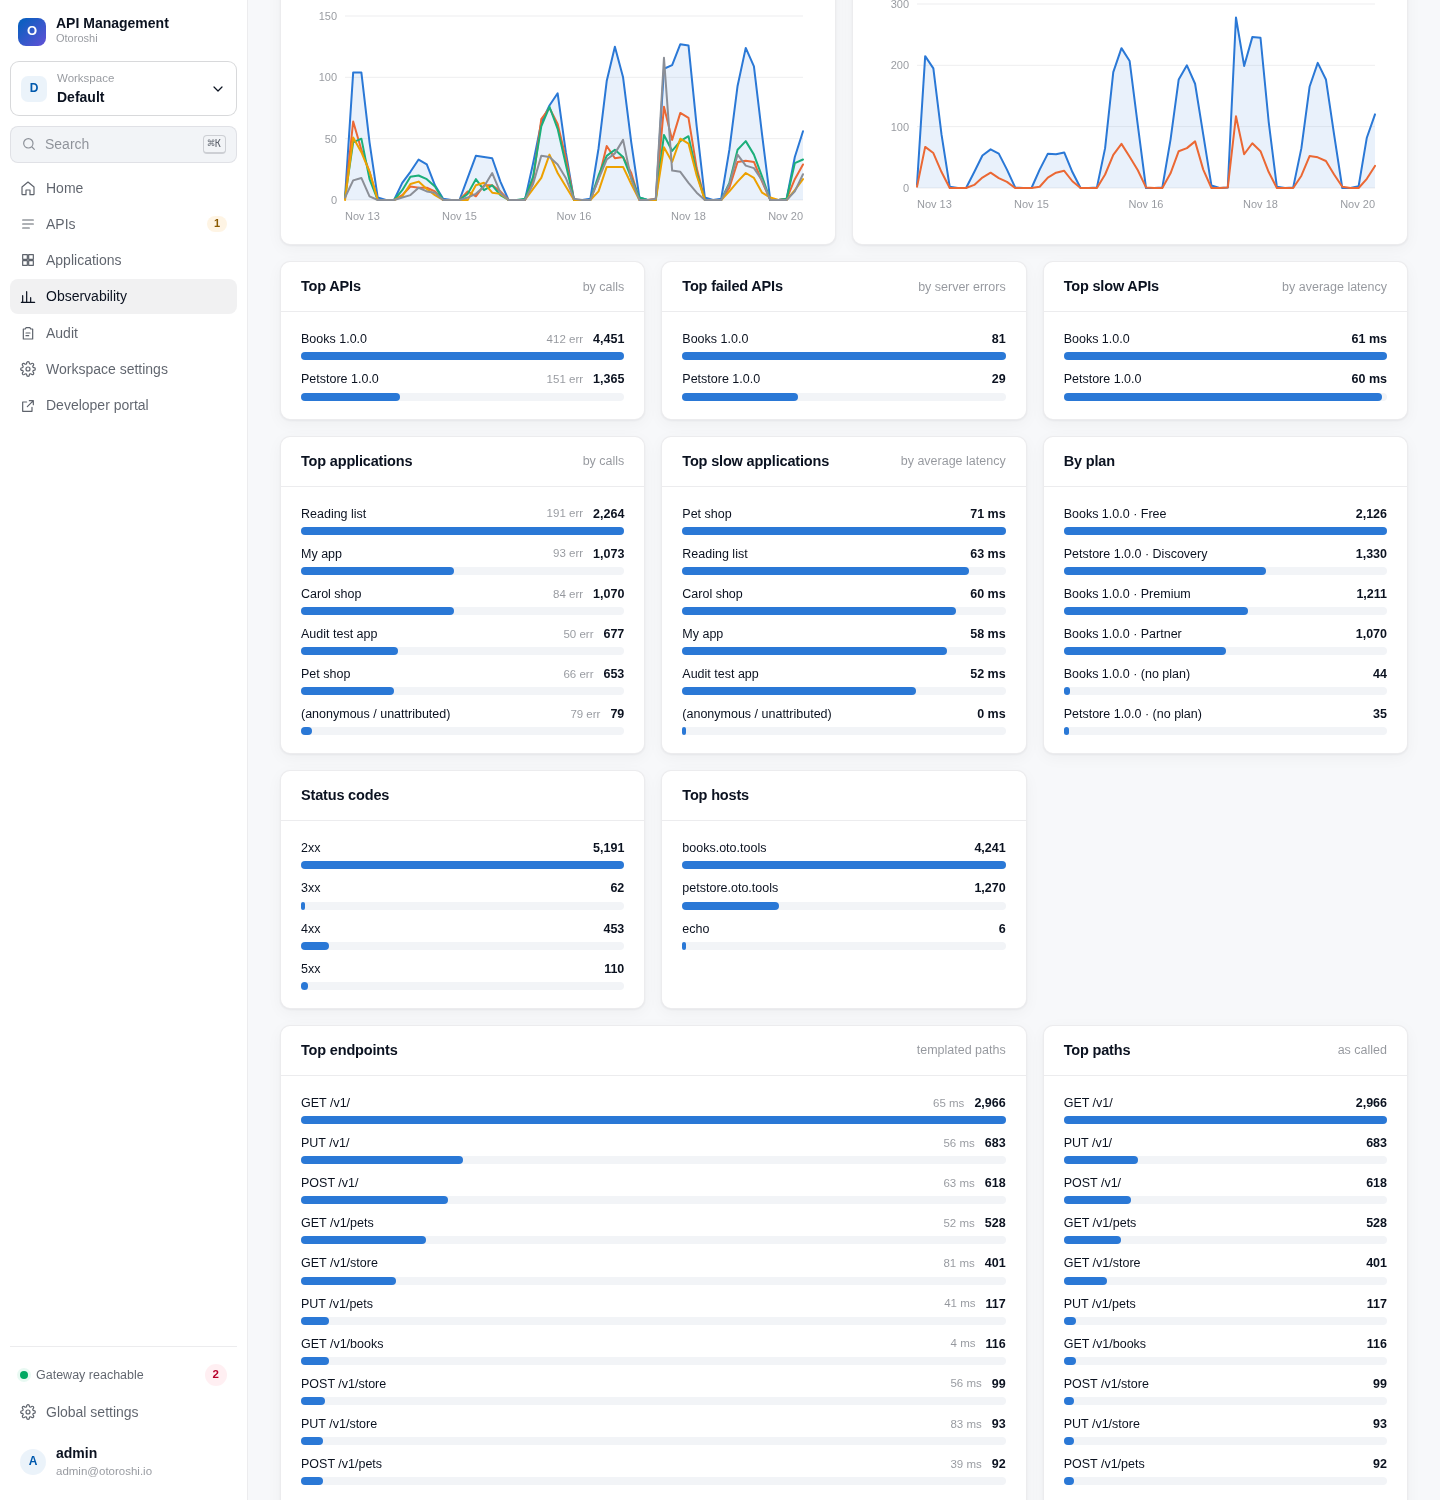 O
API Management
Otoroshi
D
Workspace
Default
Search
⌘K
Home
APIs
1
Applications
Observability
Audit
Workspace settings
Developer portal
Gateway reachable
2
Global settings
A
admin
admin@otoroshi.io
150
100
50
0
Nov 13
Nov 15
Nov 16
Nov 18
Nov 20
300
200
100
0
Nov 13
Nov 15
Nov 16
Nov 18
Nov 20
Top APIs by calls
Books 1.0.0 412 err 4,451
Petstore 1.0.0 151 err 1,365
Top failed APIs by server errors
Books 1.0.0 81
Petstore 1.0.0 29
Top slow APIs by average latency
Books 1.0.0 61 ms
Petstore 1.0.0 60 ms
Top applications by calls
Reading list 191 err 2,264
My app 93 err 1,073
Carol shop 84 err 1,070
Audit test app 50 err 677
Pet shop 66 err 653
(anonymous / unattributed) 79 err 79
Top slow applications by average latency
Pet shop 71 ms
Reading list 63 ms
Carol shop 60 ms
My app 58 ms
Audit test app 52 ms
(anonymous / unattributed) 0 ms
By plan
Books 1.0.0 · Free 2,126
Petstore 1.0.0 · Discovery 1,330
Books 1.0.0 · Premium 1,211
Books 1.0.0 · Partner 1,070
Books 1.0.0 · (no plan) 44
Petstore 1.0.0 · (no plan) 35
Status codes
2xx 5,191
3xx 62
4xx 453
5xx 110
Top hosts
books.oto.tools 4,241
petstore.oto.tools 1,270
echo 6
Top endpoints templated paths
GET /v1/ 65 ms 2,966
PUT /v1/ 56 ms 683
POST /v1/ 63 ms 618
GET /v1/pets 52 ms 528
GET /v1/store 81 ms 401
PUT /v1/pets 41 ms 117
GET /v1/books 4 ms 116
POST /v1/store 56 ms 99
PUT /v1/store 83 ms 93
POST /v1/pets 39 ms 92
Top paths as called
GET /v1/ 2,966
PUT /v1/ 683
POST /v1/ 618
GET /v1/pets 528
GET /v1/store 401
PUT /v1/pets 117
GET /v1/books 116
POST /v1/store 99
PUT /v1/store 93
POST /v1/pets 92